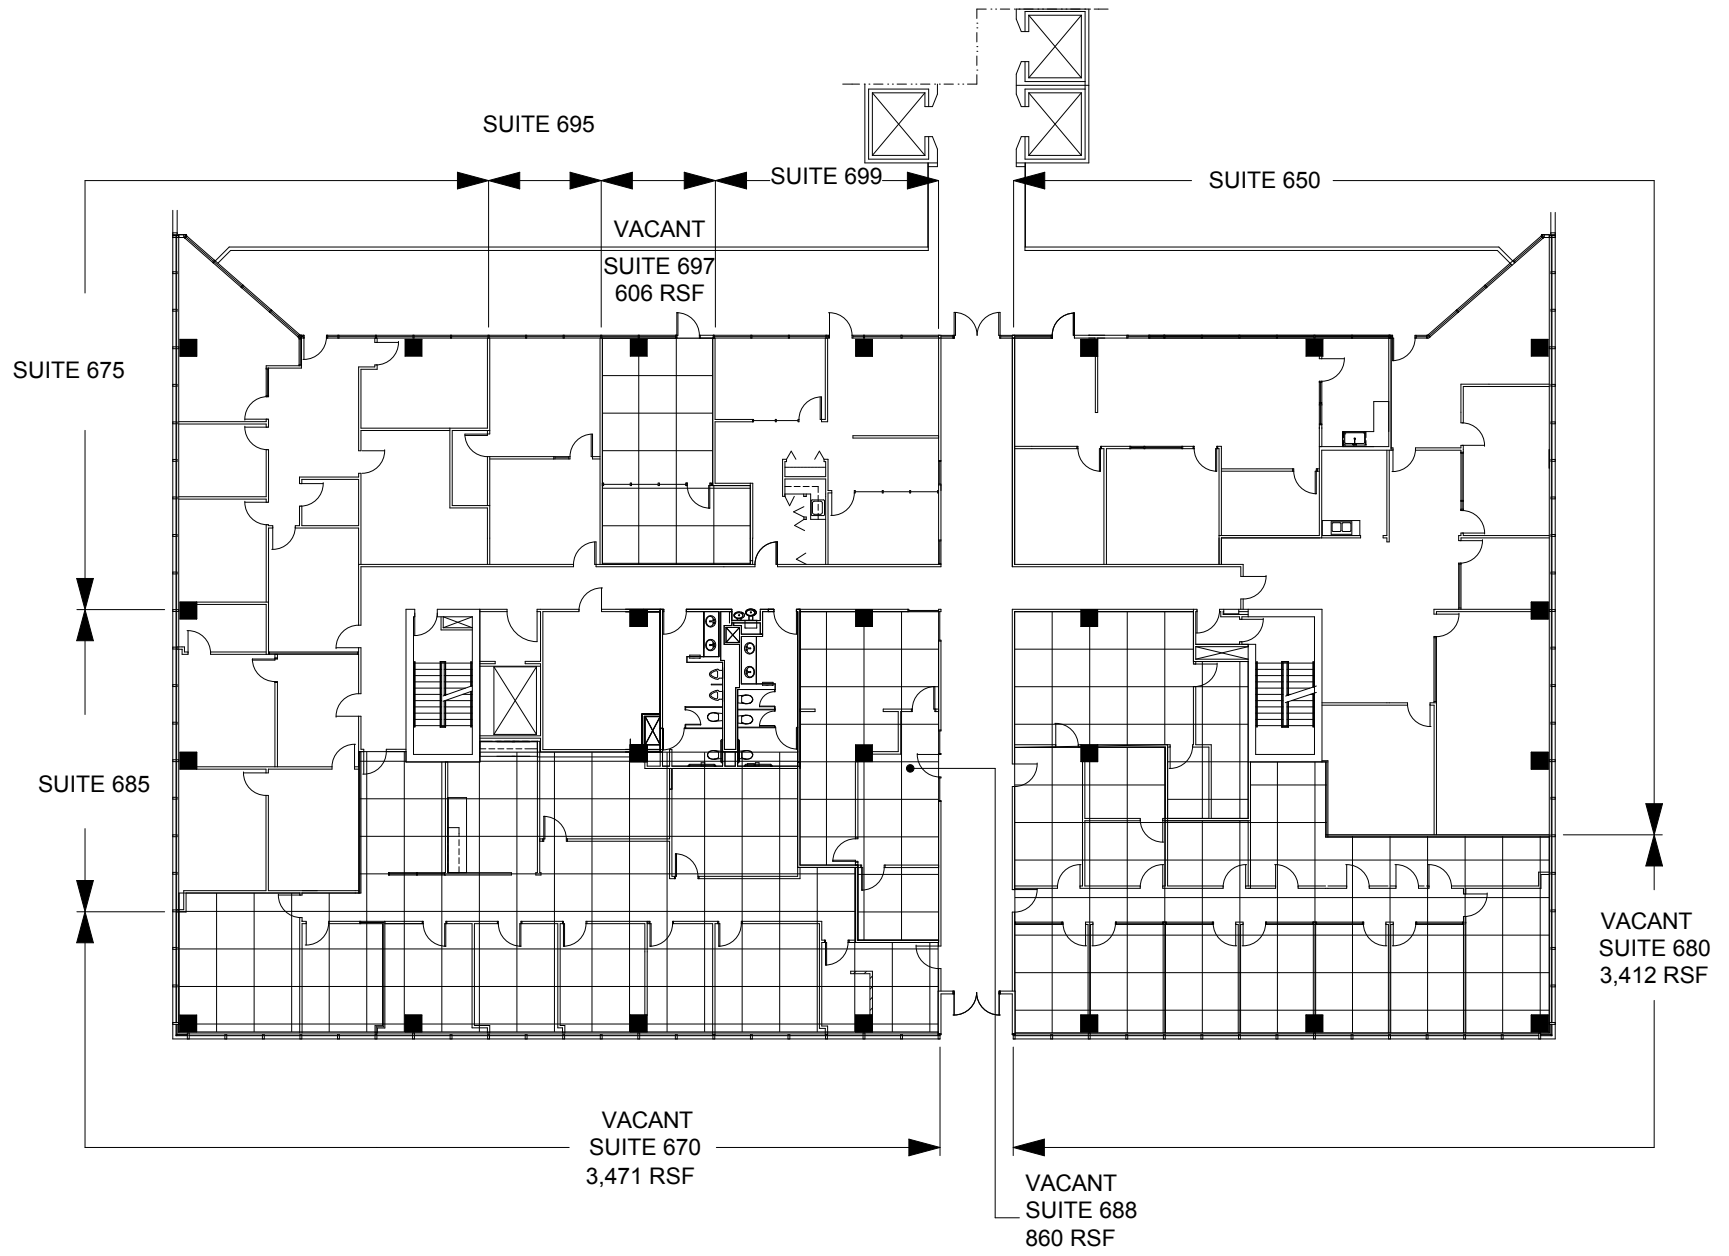 SUITE 695
SUITE 699
SUITE 650
VACANT
SUITE 697
606 RSF
SUITE 675
SUITE 685
VACANT
SUITE 680
3,412 RSF
VACANT
SUITE 670
3,471 RSF
VACANT
SUITE 688
860 RSF